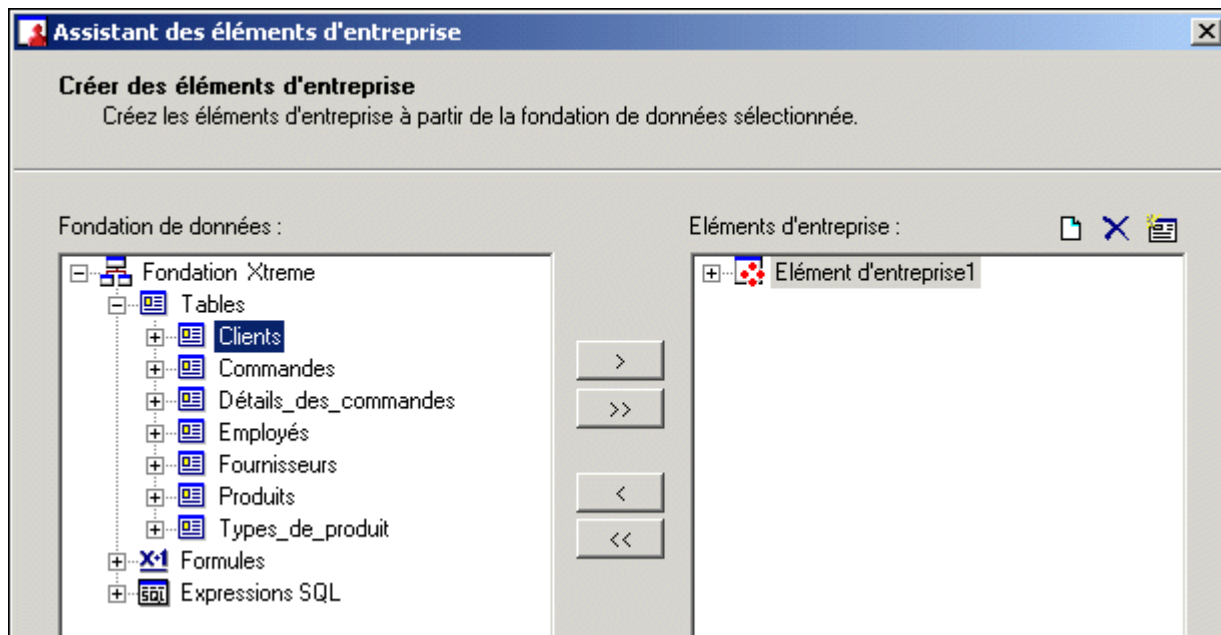 Assistant des éléments d'entreprise
Créer des éléments d'entreprise
Créez les éléments d'entreprise à partir de la fondation de données sélectionnée.
Fondation de données :
Fondation Xtreme
Tables
Clients
Commandes
Détails_des_commandes
Employés
Fournisseurs
Produits
Types_de_produit
X+1 Formules
SQL Expressions SQL
>
>>
<
<<
Eléments d'entreprise :
Elément d'entreprise1